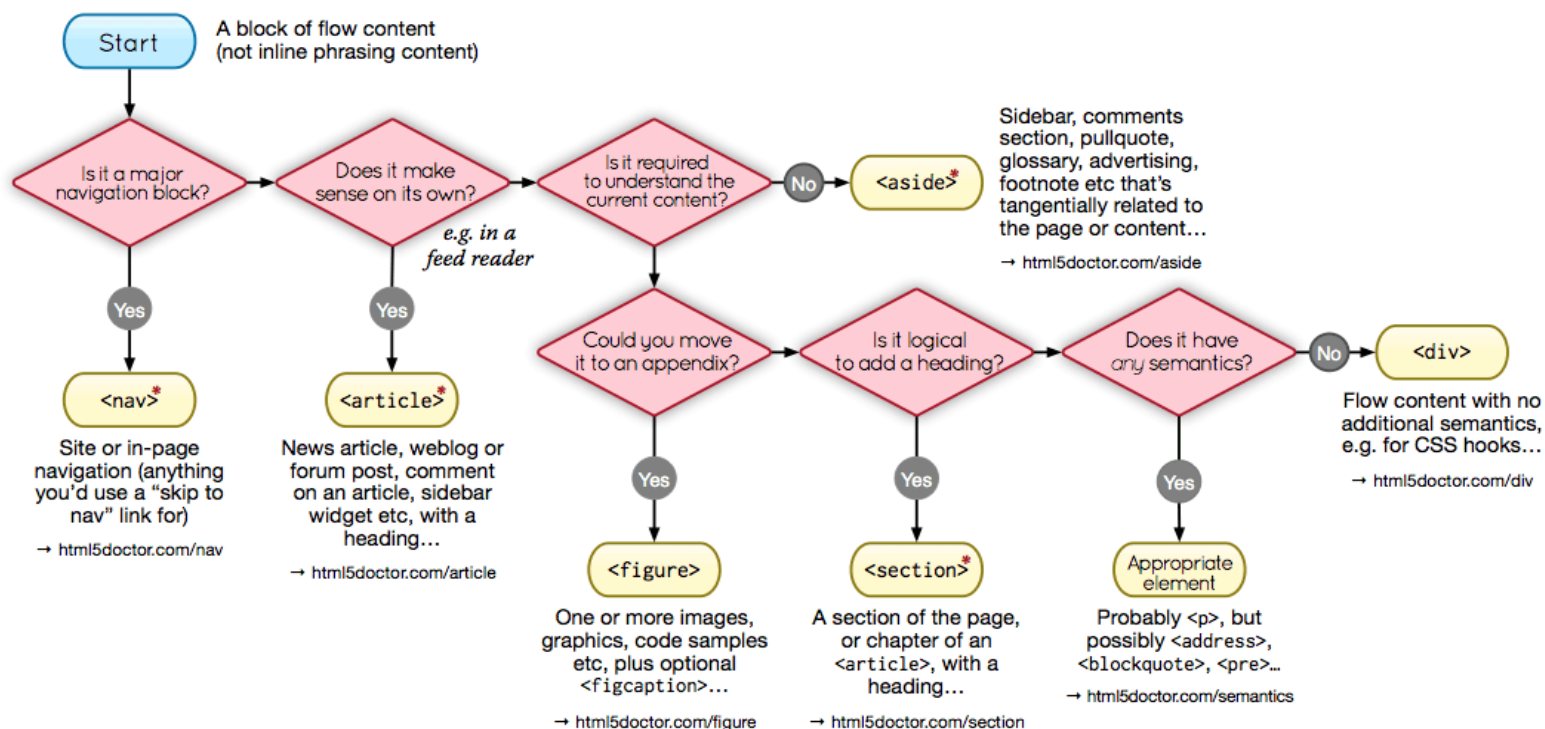 Start
A block of flow content
(not inline phrasing content)
Is it a major
navigation block?
Does it make
sense on its own?
e.g. in a
feed reader
Is it required
to understand the
current content?
No
<aside>*
Sidebar, comments
section, pullquote,
glossary, advertising,
footnote etc that's
tangentially related to
the page or content…
→ html5doctor.com/aside
Yes
<nav>*
Site or in-page
navigation (anything
you'd use a “skip to
nav” link for)
→ html5doctor.com/nav
Yes
<article>*
News article, weblog or
forum post, comment
on an article, sidebar
widget etc, with a
heading…
→ html5doctor.com/article
Could you move
it to an appendix?
Yes
<figure>
One or more images,
graphics, code samples
etc, plus optional
<figcaption>…
→ html5doctor.com/figure
Is it logical
to add a heading?
Yes
<section>*
A section of the page,
or chapter of an
<article>, with a
heading…
→ html5doctor.com/section
Does it have
any semantics?
Yes
Appropriate
element
Probably <p>, but
possibly <address>,
<blockquote>, <pre>…
→ html5doctor.com/semantics
No
<div>
Flow content with no
additional semantics,
e.g. for CSS hooks…
→ html5doctor.com/div